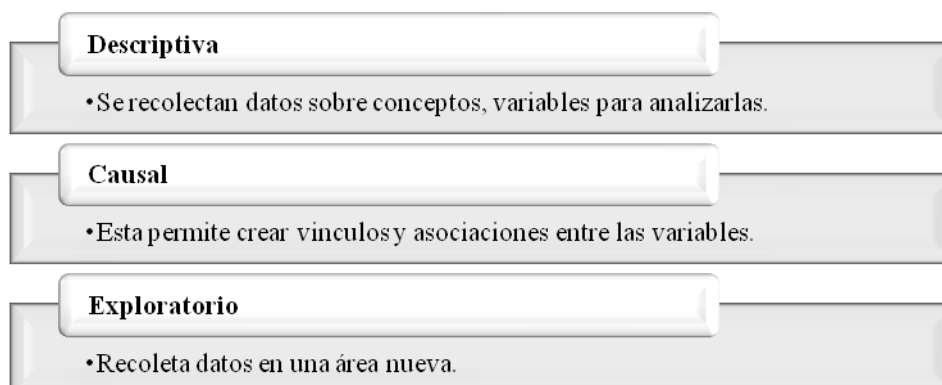 Descriptiva
•Se recolectan datos sobre conceptos, variables para analizarlas.
Causal
•Esta permite crear vinculos y asociaciones entre las variables.
Exploratorio
•Recoleta datos en una área nueva.